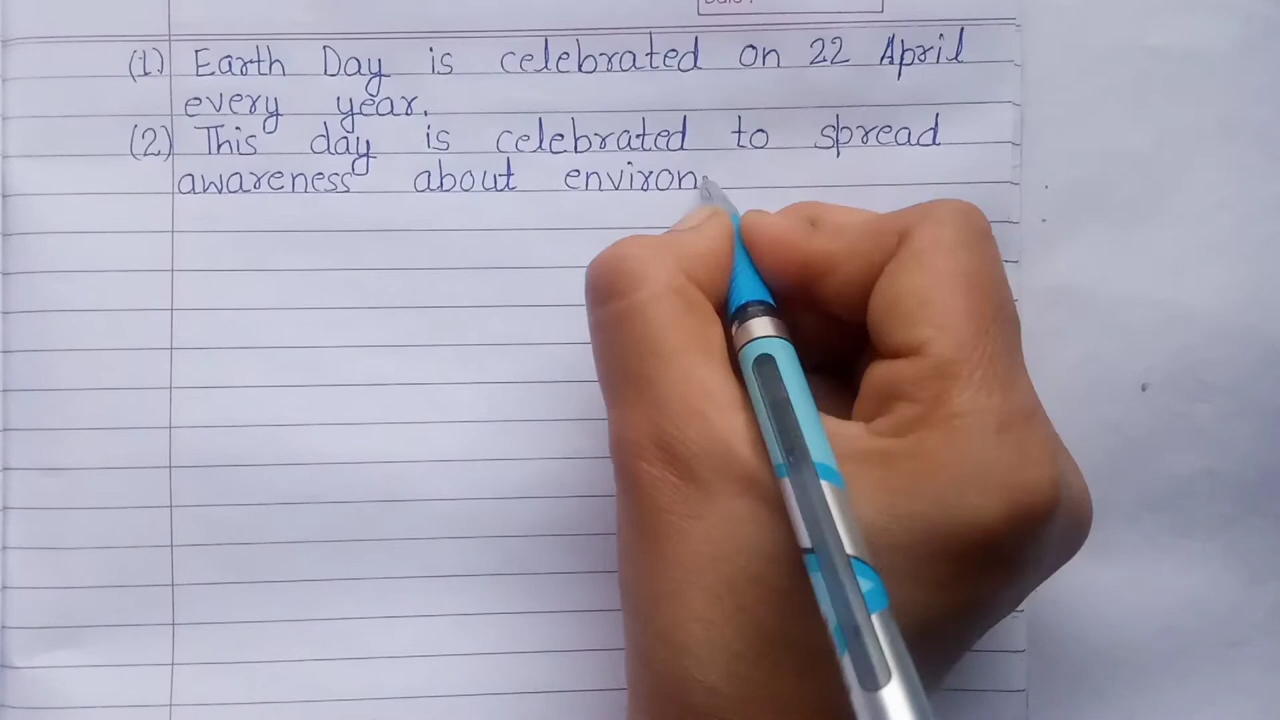 (1) Earth Day is celebrated on 22 April
every year.
(2) This day is celebrated to spread
awareness about environ